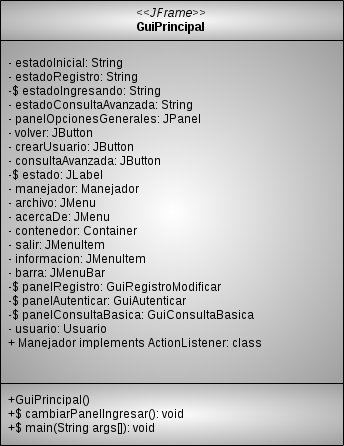 <<JFrame>>
GuiPrincipal
- estadoInicial: String
- estadoRegistro: String
-$ estadoIngresando: String
- estadoConsultaAvanzada: String
- panelOpcionesGenerales: JPanel
- volver: JButton
- crearUsuario: JButton
- consultaAvanzada: JButton
-$ estado: JLabel
- manejador: Manejador
- archivo: JMenu
- acercaDe: JMenu
- contenedor: Container
- salir: JMenuItem
- informacion: JMenuItem
- barra: JMenuBar
-$ panelRegistro: GuiRegistroModificar
-$ panelAutenticar: GuiAutenticar
-$ panelConsultaBasica: GuiConsultaBasica
- usuario: Usuario
+ Manejador implements ActionListener: class
+GuiPrincipal()
+$ cambiarPanelIngresar(): void
+$ main(String args[]): void